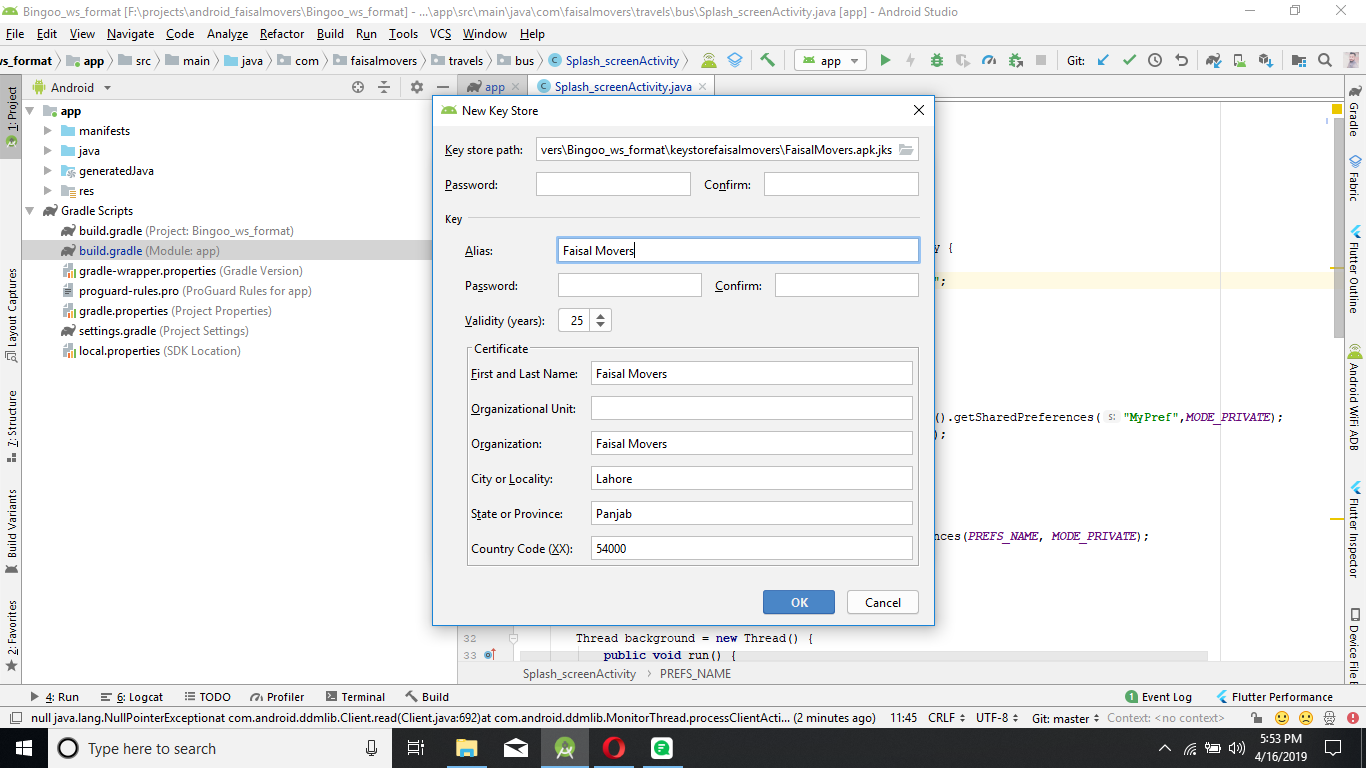 Bingoo_ws_format [F:\projects\android_faisalmovers\Bingoo_ws_format] - ...\app\src\main\java\com\faisalmovers\travels\bus\Splash_screenActivity.java [app] - Android Studio
File Edit View Navigate Code Analyze Refactor Build Run Tools VCS Window Help
ws_format app src main java com faisalmovers travels bus Splash_screenActivity app Git:
Android app Splash_screenActivity.java
1: Project
Layout Captures
7: Structure
Build Variants
2: Favorites
app
manifests
java
generatedJava
res
Gradle Scripts
build.gradle (Project: Bingoo_ws_format)
build.gradle (Module: app)
gradle-wrapper.properties (Gradle Version)
proguard-rules.pro (ProGuard Rules for app)
gradle.properties (Project Properties)
settings.gradle (Project Settings)
local.properties (SDK Location)
New Key Store
Key store path: vers\Bingoo_ws_format\keystorefaisalmovers\FaisalMovers.apk.jks
Password: Confirm:
Key
Alias: Faisal Movers
Password: Confirm:
Validity (years): 25
Certificate
First and Last Name: Faisal Movers
Organizational Unit:
Organization: Faisal Movers
City or Locality: Lahore
State or Province: Panjab
Country Code (XX): 54000
OK Cancel
y {
";
().getSharedPreferences( s: "MyPref",MODE_PRIVATE);
);
nces(PREFS_NAME, MODE_PRIVATE);
32 Thread background = new Thread() {
33 public void run() {
Splash_screenActivity PREFS_NAME
Gradle
Fabric
Flutter Outline
Android WiFi ADB
Flutter Inspector
Device File E
4: Run 6: Logcat TODO Profiler Terminal Build 1 Event Log Flutter Performance
null java.lang.NullPointerExceptionat com.android.ddmlib.Client.read(Client.java:692)at com.android.ddmlib.MonitorThread.processClientActi... (2 minutes ago) 11:45 CRLF UTF-8 Git: master Context: <no context>
Type here to search
5:53 PM
4/16/2019